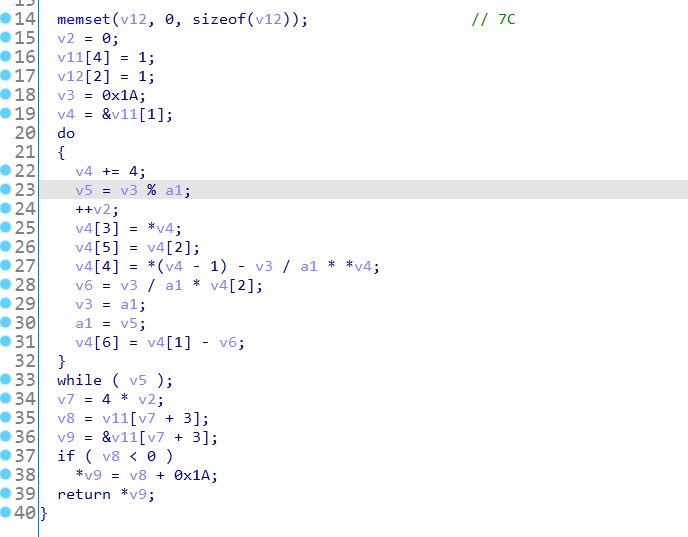 13
14 memset(v12, 0, sizeof(v12)); // 7C
15 v2 = 0;
16 v11[4] = 1;
17 v12[2] = 1;
18 v3 = 0x1A;
19 v4 = &v11[1];
20 do
21 {
22 v4 += 4;
23 v5 = v3 % a1;
24 ++v2;
25 v4[3] = *v4;
26 v4[5] = v4[2];
27 v4[4] = *(v4 - 1) - v3 / a1 * *v4;
28 v6 = v3 / a1 * v4[2];
29 v3 = a1;
30 a1 = v5;
31 v4[6] = v4[1] - v6;
32 }
33 while ( v5 );
34 v7 = 4 * v2;
35 v8 = v11[v7 + 3];
36 v9 = &v11[v7 + 3];
37 if ( v8 < 0 )
38 *v9 = v8 + 0x1A;
39 return *v9;
40 }